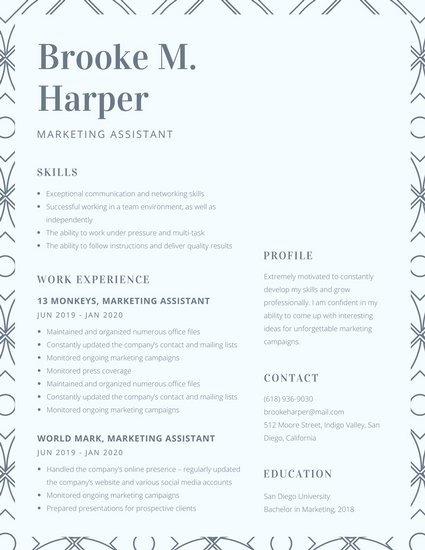 Brooke M.
Harper
MARKETING ASSISTANT
SKILLS
• Exceptional communication and networking skills
• Successful working in a team environment, as well as
independently
• The ability to work under pressure and multi-task
• The ability to follow instructions and deliver quality results
WORK EXPERIENCE
13 MONKEYS, MARKETING ASSISTANT
JUN 2019 - JAN 2020
• Maintained and organized numerous office files
• Constantly updated the company's contact and mailing lists
• Monitored ongoing marketing campaigns
• Monitored press coverage
• Maintained and organized numerous office files
• Constantly updated the company's contact and mailing lists
• Monitored ongoing marketing campaigns
WORLD MARK, MARKETING ASSISTANT
JUN 2019 - JAN 2020
• Handled the company's online presence – regularly updated
the company's website and various social media accounts
• Monitored ongoing marketing campaigns
• Prepared presentations for prospective clients
PROFILE
Extremely motivated to constantly
develop my skills and grow
professionally. I am confident in my
ability to come up with interesting
ideas for unforgettable marketing
campaigns.
CONTACT
(618) 936-9030
brookeharper@mail.com
512 Moore Street, Indigo Valley, San
Diego, California
EDUCATION
San Diego University
Bachelor in Marketing, 2018